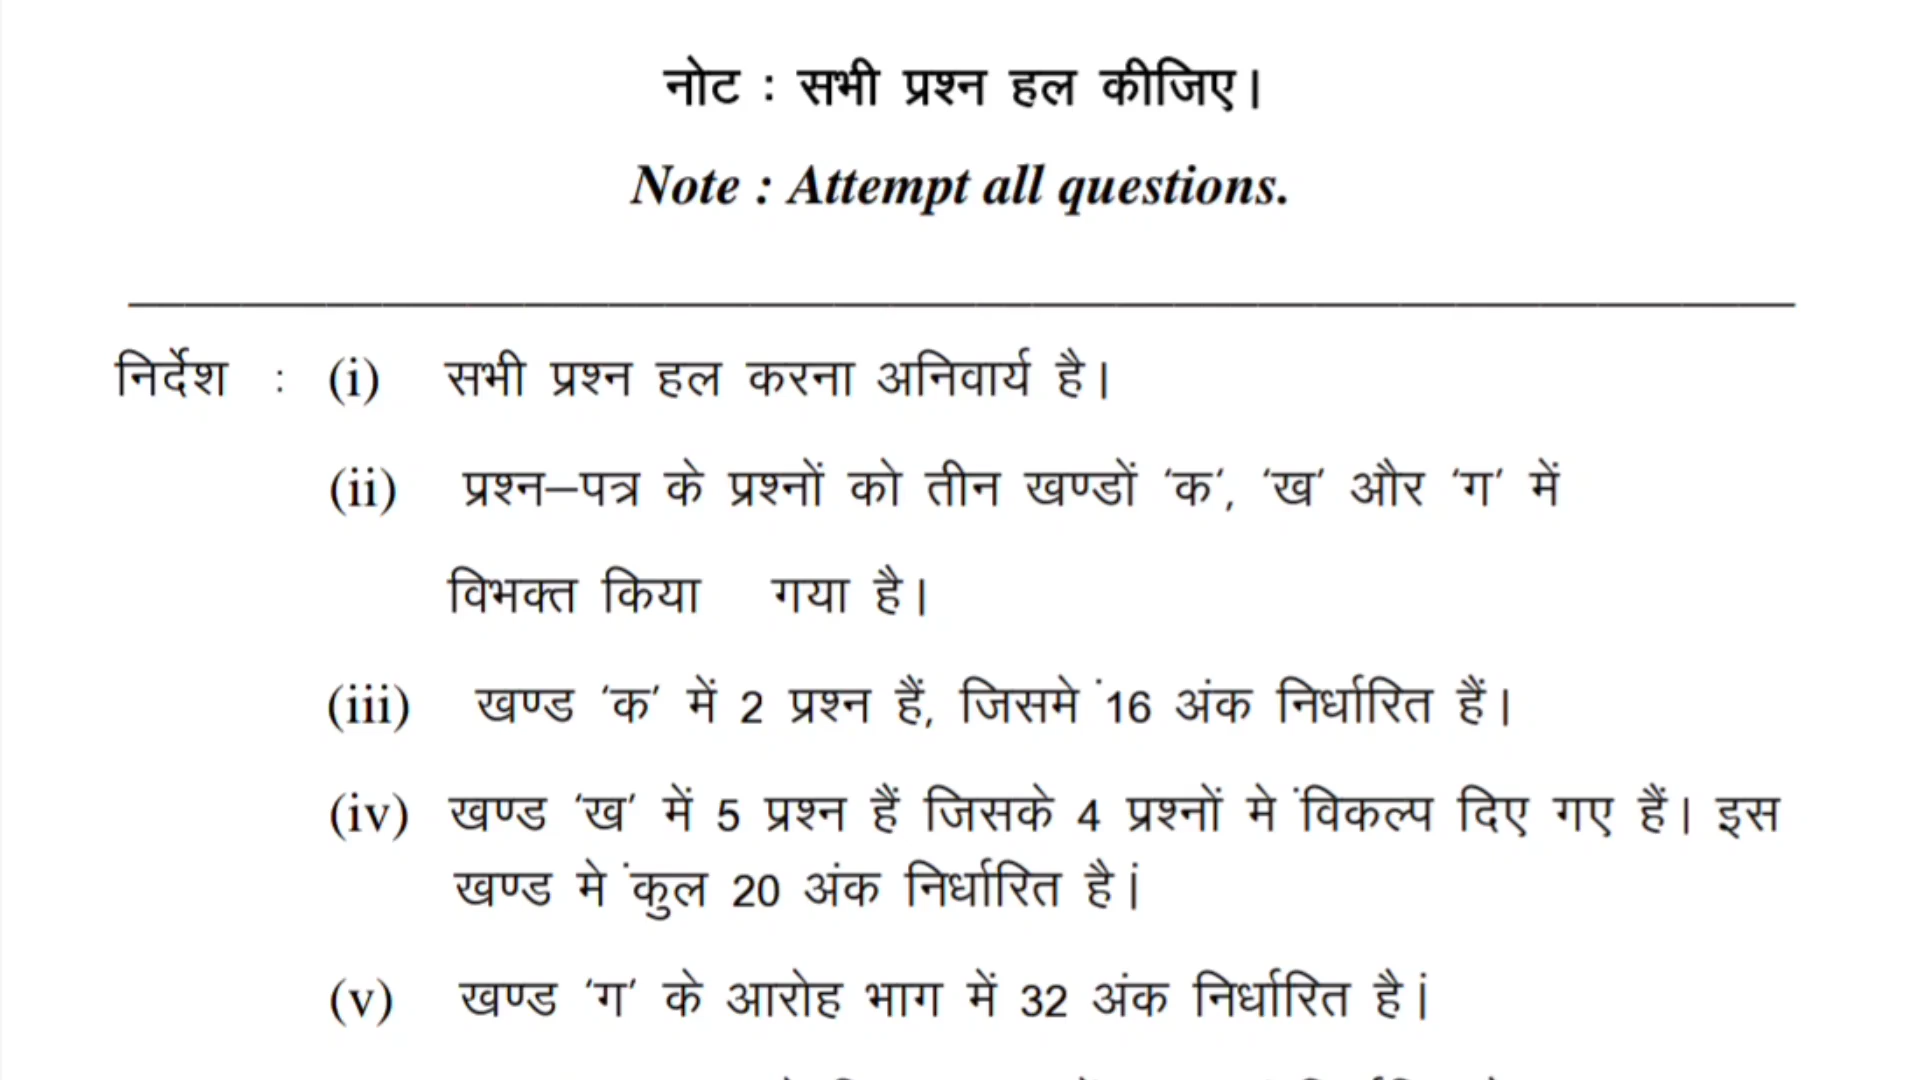 नोट : सभी प्रश्न हल कीजिए।
Note : Attempt all questions.
निर्देश : (i) सभी प्रश्न हल करना अनिवार्य है।
(ii) प्रश्न–पत्र के प्रश्नों को तीन खण्डों ‘क’, ‘ख’ और ‘ग’ में
विभक्त किया गया है।
(iii) खण्ड ‘क’ में 2 प्रश्न हैं, जिसमें 16 अंक निर्धारित हैं।
(iv) खण्ड ‘ख’ में 5 प्रश्न हैं जिसके 4 प्रश्नों में विकल्प दिए गए हैं। इस
खण्ड में कुल 20 अंक निर्धारित हैं।
(v) खण्ड ‘ग’ के आरोह भाग में 32 अंक निर्धारित हैं।